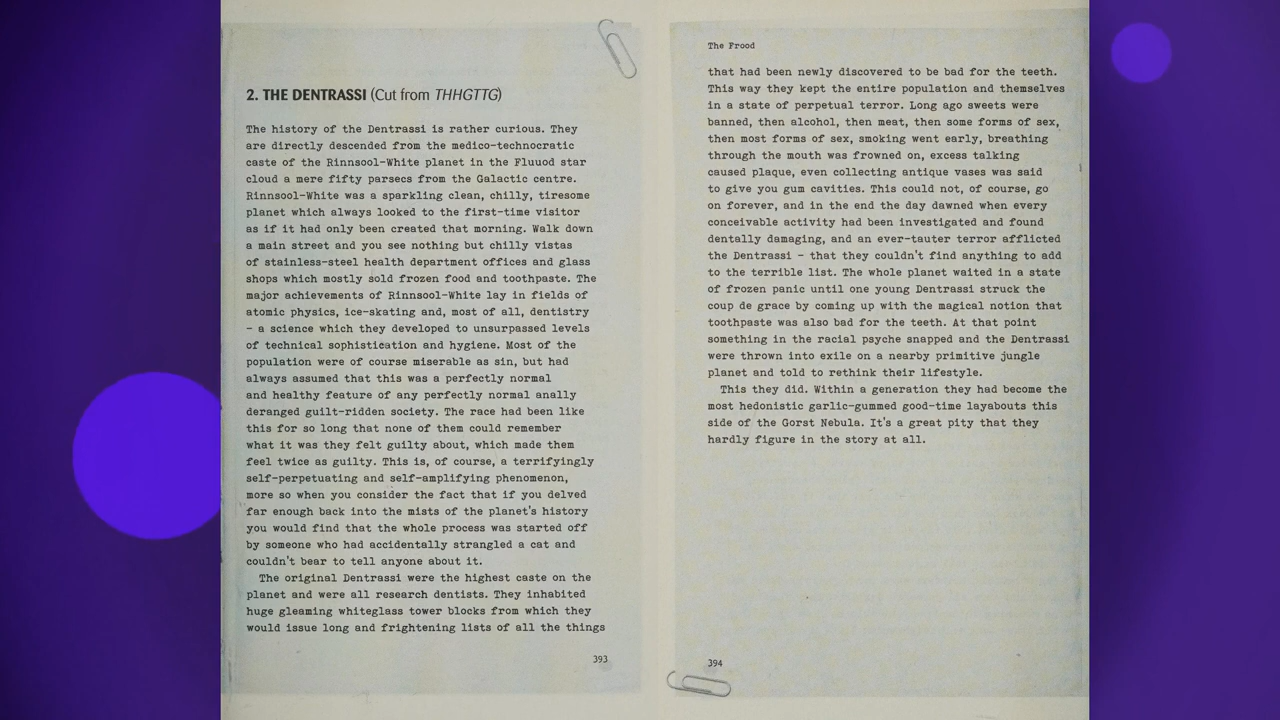 2. THE DENTRASSI (Cut from THHGTTG)
The history of the Dentrassi is rather curious. They
are directly descended from the medico-technocratic
caste of the Rinnsool-White planet in the Fluuod star
cloud a mere fifty parsecs from the Galactic centre.
Rinnsool-White was a sparkling clean, chilly, tiresome
planet which always looked to the first-time visitor
as if it had only been created that morning. Walk down
a main street and you see nothing but chilly vistas
of stainless-steel health department offices and glass
shops which mostly sold frozen food and toothpaste. The
major achievements of Rinnsool-White lay in fields of
atomic physics, ice-skating and, most of all, dentistry
– a science which they developed to unsurpassed levels
of technical sophistication and hygiene. Most of the
population were of course miserable as sin, but had
always assumed that this was a perfectly normal
and healthy feature of any perfectly normal anally
deranged guilt-ridden society. The race had been like
this for so long that none of them could remember
what it was they felt guilty about, which made them
feel twice as guilty. This is, of course, a terrifyingly
self-perpetuating and self-amplifying phenomenon,
more so when you consider the fact that if you delved
far enough back into the mists of the planet's history
you would find that the whole process was started off
by someone who had accidentally strangled a cat and
couldn't bear to tell anyone about it.
The original Dentrassi were the highest caste on the
planet and were all research dentists. They inhabited
huge gleaming whiteglass tower blocks from which they
would issue long and frightening lists of all the things
393
The Frood
that had been newly discovered to be bad for the teeth.
This way they kept the entire population and themselves
in a state of perpetual terror. Long ago sweets were
banned, then alcohol, then meat, then some forms of sex,
then most forms of sex, smoking went early, breathing
through the mouth was frowned on, excess talking
caused plaque, even collecting antique vases was said
to give you gum cavities. This could not, of course, go
on forever, and in the end the day dawned when every
conceivable activity had been investigated and found
dentally damaging, and an ever-tauter terror afflicted
the Dentrassi – that they couldn't find anything to add
to the terrible list. The whole planet waited in a state
of frozen panic until one young Dentrassi struck the
coup de grace by coming up with the magical notion that
toothpaste was also bad for the teeth. At that point
something in the racial psyche snapped and the Dentrassi
were thrown into exile on a nearby primitive jungle
planet and told to rethink their lifestyle.
This they did. Within a generation they had become the
most hedonistic garlic-gummed good-time layabouts this
side of the Gorst Nebula. It's a great pity that they
hardly figure in the story at all.
394